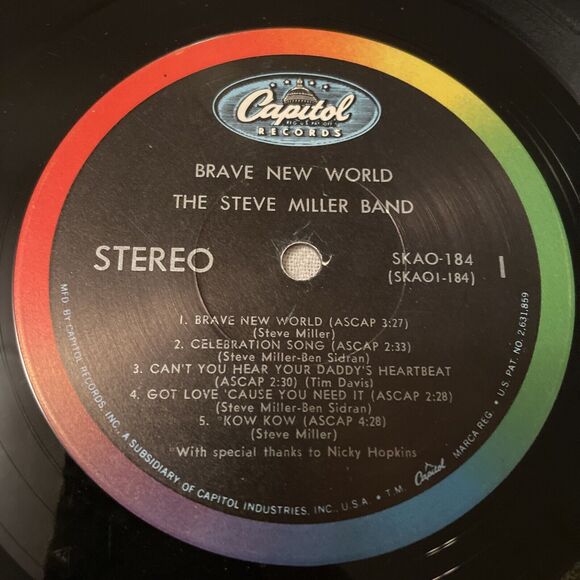 Capitol
REG. U.S. PAT. OFF.
RECORDS
BRAVE NEW WORLD
THE STEVE MILLER BAND
STEREO
SKAO-184
(SKAO1-184)
1
1. BRAVE NEW WORLD (ASCAP 3:27)
(Steve Miller)
2. CELEBRATION SONG (ASCAP 2:33)
(Steve Miller-Ben Sidran)
3. CAN'T YOU HEAR YOUR DADDY'S HEARTBEAT
(ASCAP 2:30) (Tim Davis)
4. GOT LOVE 'CAUSE YOU NEED IT (ASCAP 2:28)
(Steve Miller-Ben Sidran)
5. *KOW KOW (ASCAP 4:28)
(Steve Miller)
*With special thanks to Nicky Hopkins
MFD. BY CAPITOL RECORDS, INC., A SUBSIDIARY OF CAPITOL INDUSTRIES, INC., U.S.A. • T.M. Capitol MARCA REG. • U.S. PAT. NO. 2,631,859